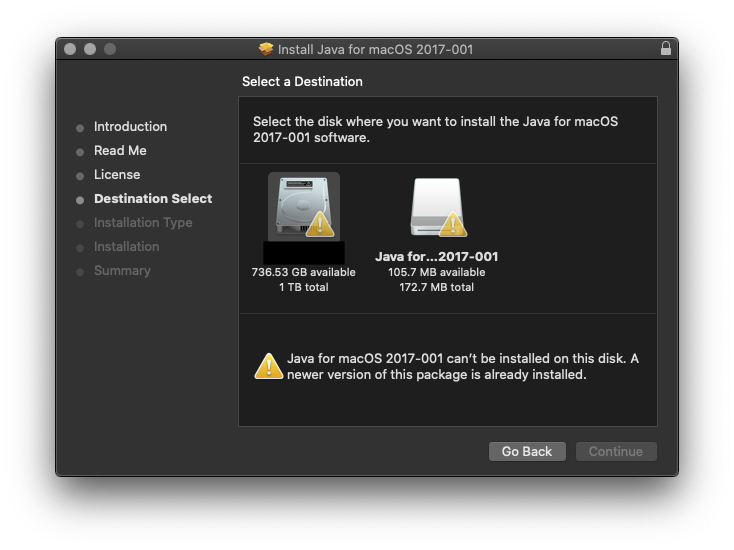 Install Java for macOS 2017-001
Select a Destination
Introduction
Read Me
License
Destination Select
Installation Type
Installation
Summary
Select the disk where you want to install the Java for macOS
2017-001 software.
736.53 GB available
1 TB total
Java for...2017-001
105.7 MB available
172.7 MB total
Java for macOS 2017-001 can’t be installed on this disk. A
newer version of this package is already installed.
Go Back
Continue